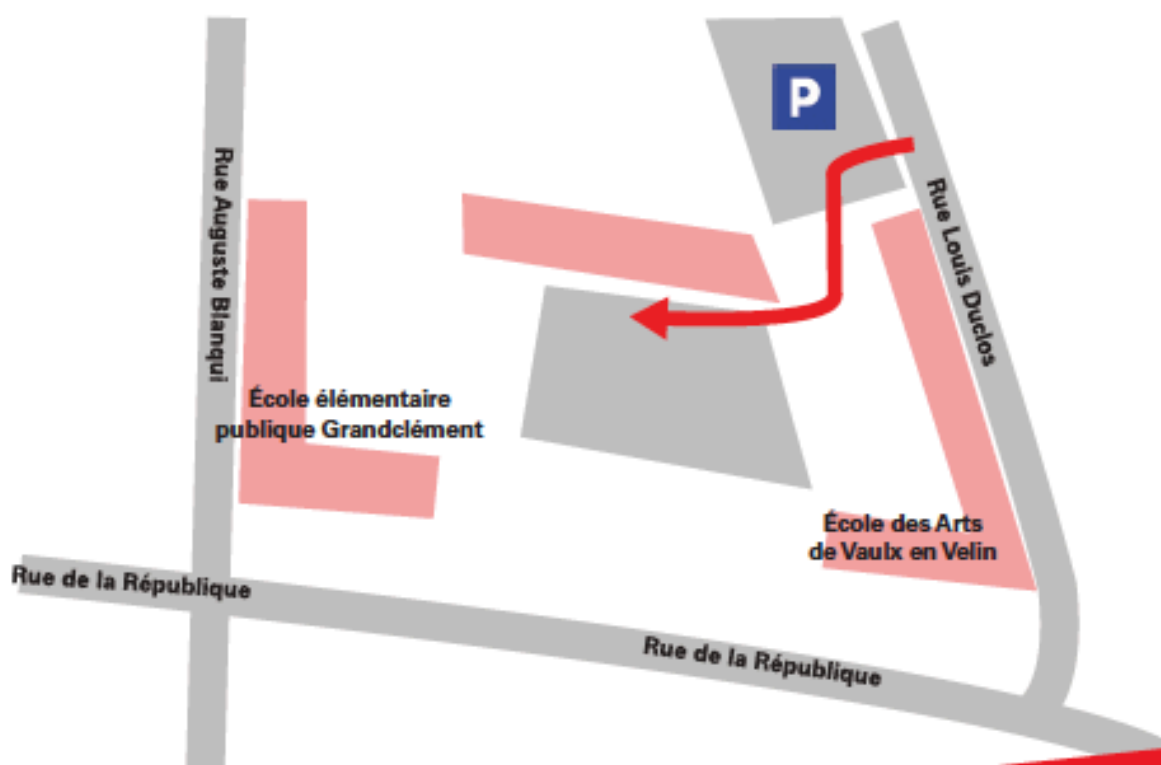 P
Rue Auguste Blanqui
Rue Louis Duclos
École élémentaire
publique Grandclément
École des Arts
de Vaulx en Velin
Rue de la République
Rue de la République